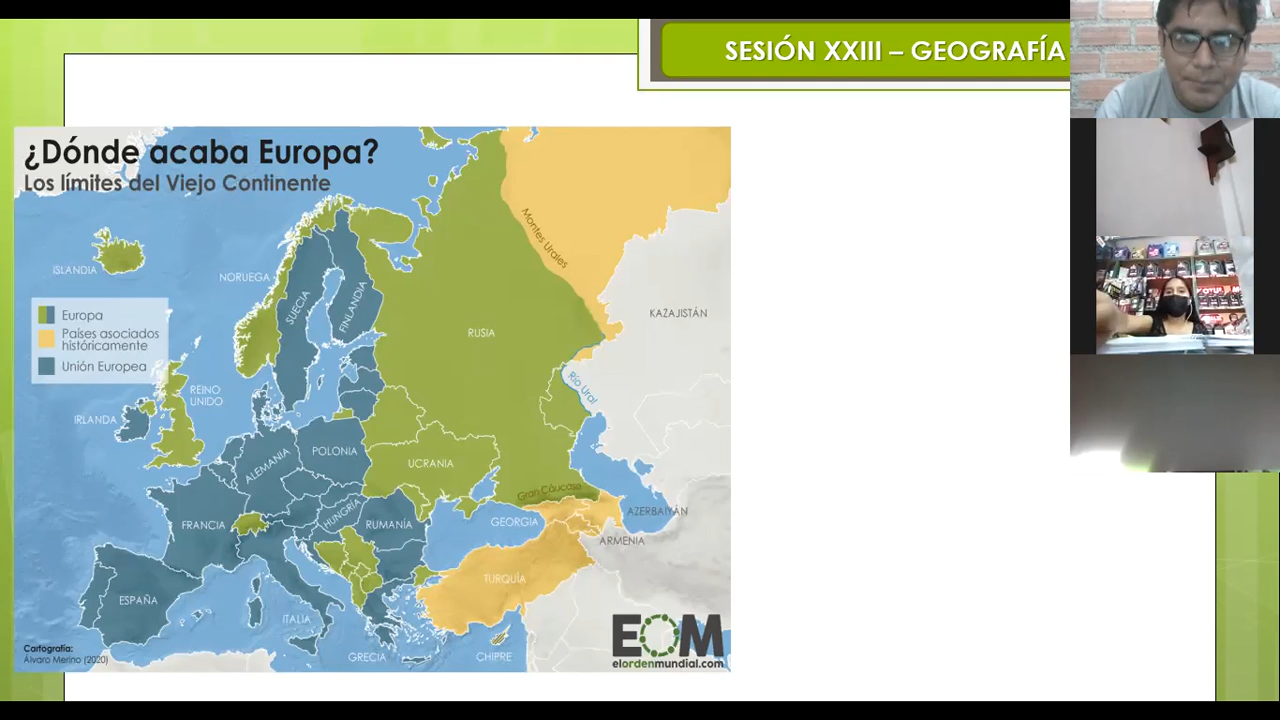 SESIÓN XXIII – GEOGRAFÍA
¿Dónde acaba Europa?
Los límites del Viejo Continente
Montes Urales
ISLANDIA
NORUEGA
SUECIA
FINLANDIA
Europa
Países asociados
históricamente
Unión Europea
RUSIA
KAZAJISTÁN
REINO
UNIDO
IRLANDA
Río Ural
ALEMANIA
POLONIA
UCRANIA
Gran Cáucaso
FRANCIA
HUNGRÍA
RUMANÍA
GEORGIA
AZERBAIYÁN
ARMENIA
TURQUÍA
ESPAÑA
ITALIA
GRECIA
CHIPRE
Cartografía:
Álvaro Merino (2020)
EOM
elordenmundial.com